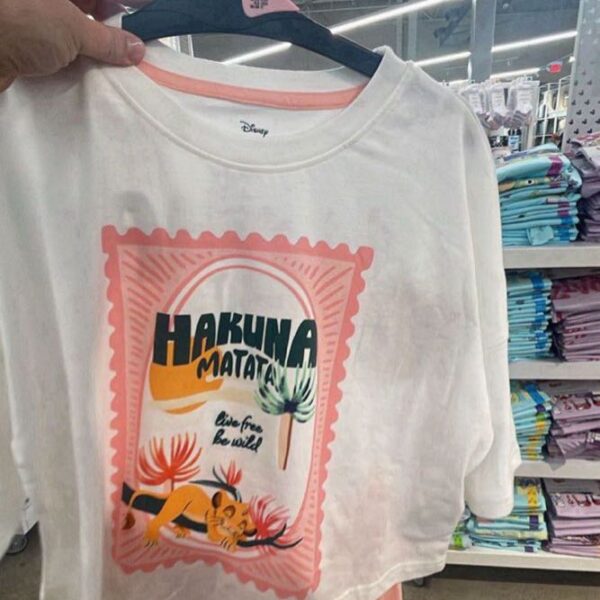 Disney
HAKUNA
MATATA
live free
be wild